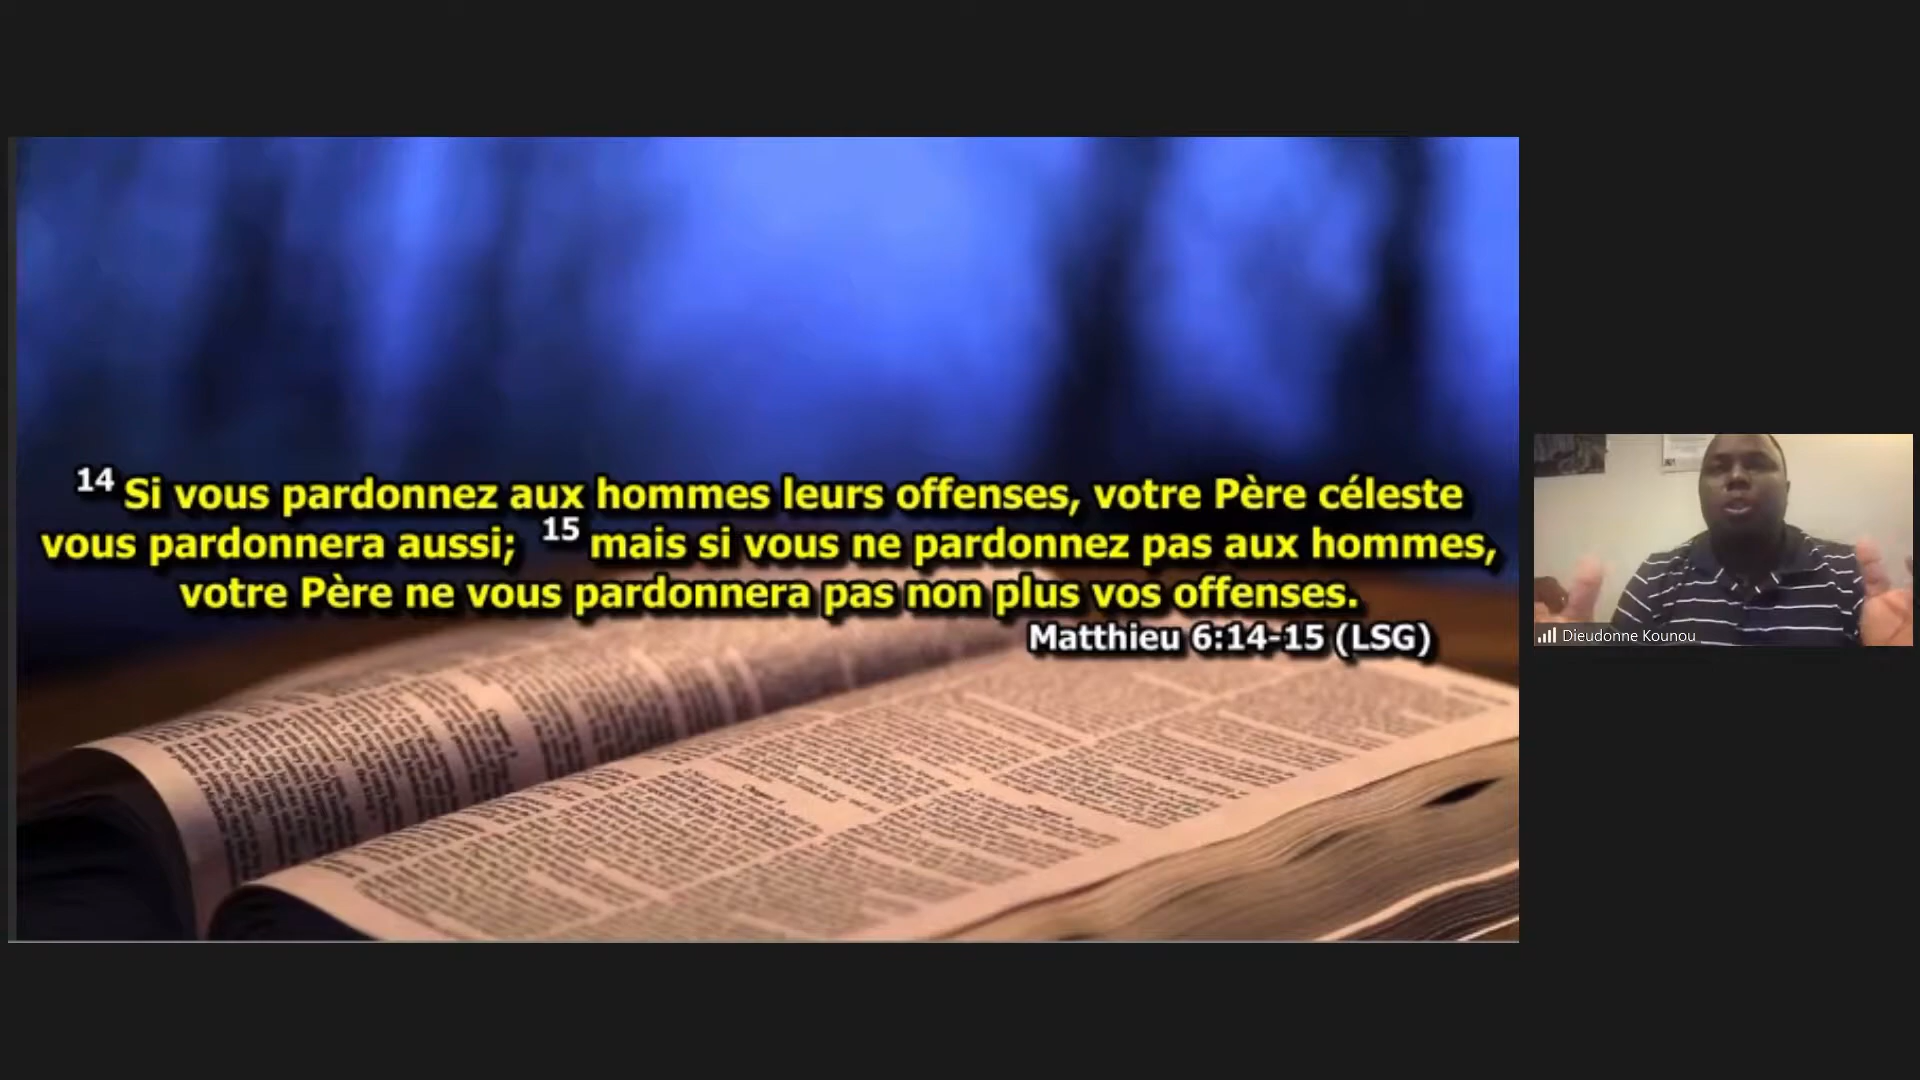 14 Si vous pardonnez aux hommes leurs offenses, votre Père céleste
vous pardonnera aussi; 15 mais si vous ne pardonnez pas aux hommes,
votre Père ne vous pardonnera pas non plus vos offenses.
Matthieu 6:14-15 (LSG)
Dieudonne Kounou